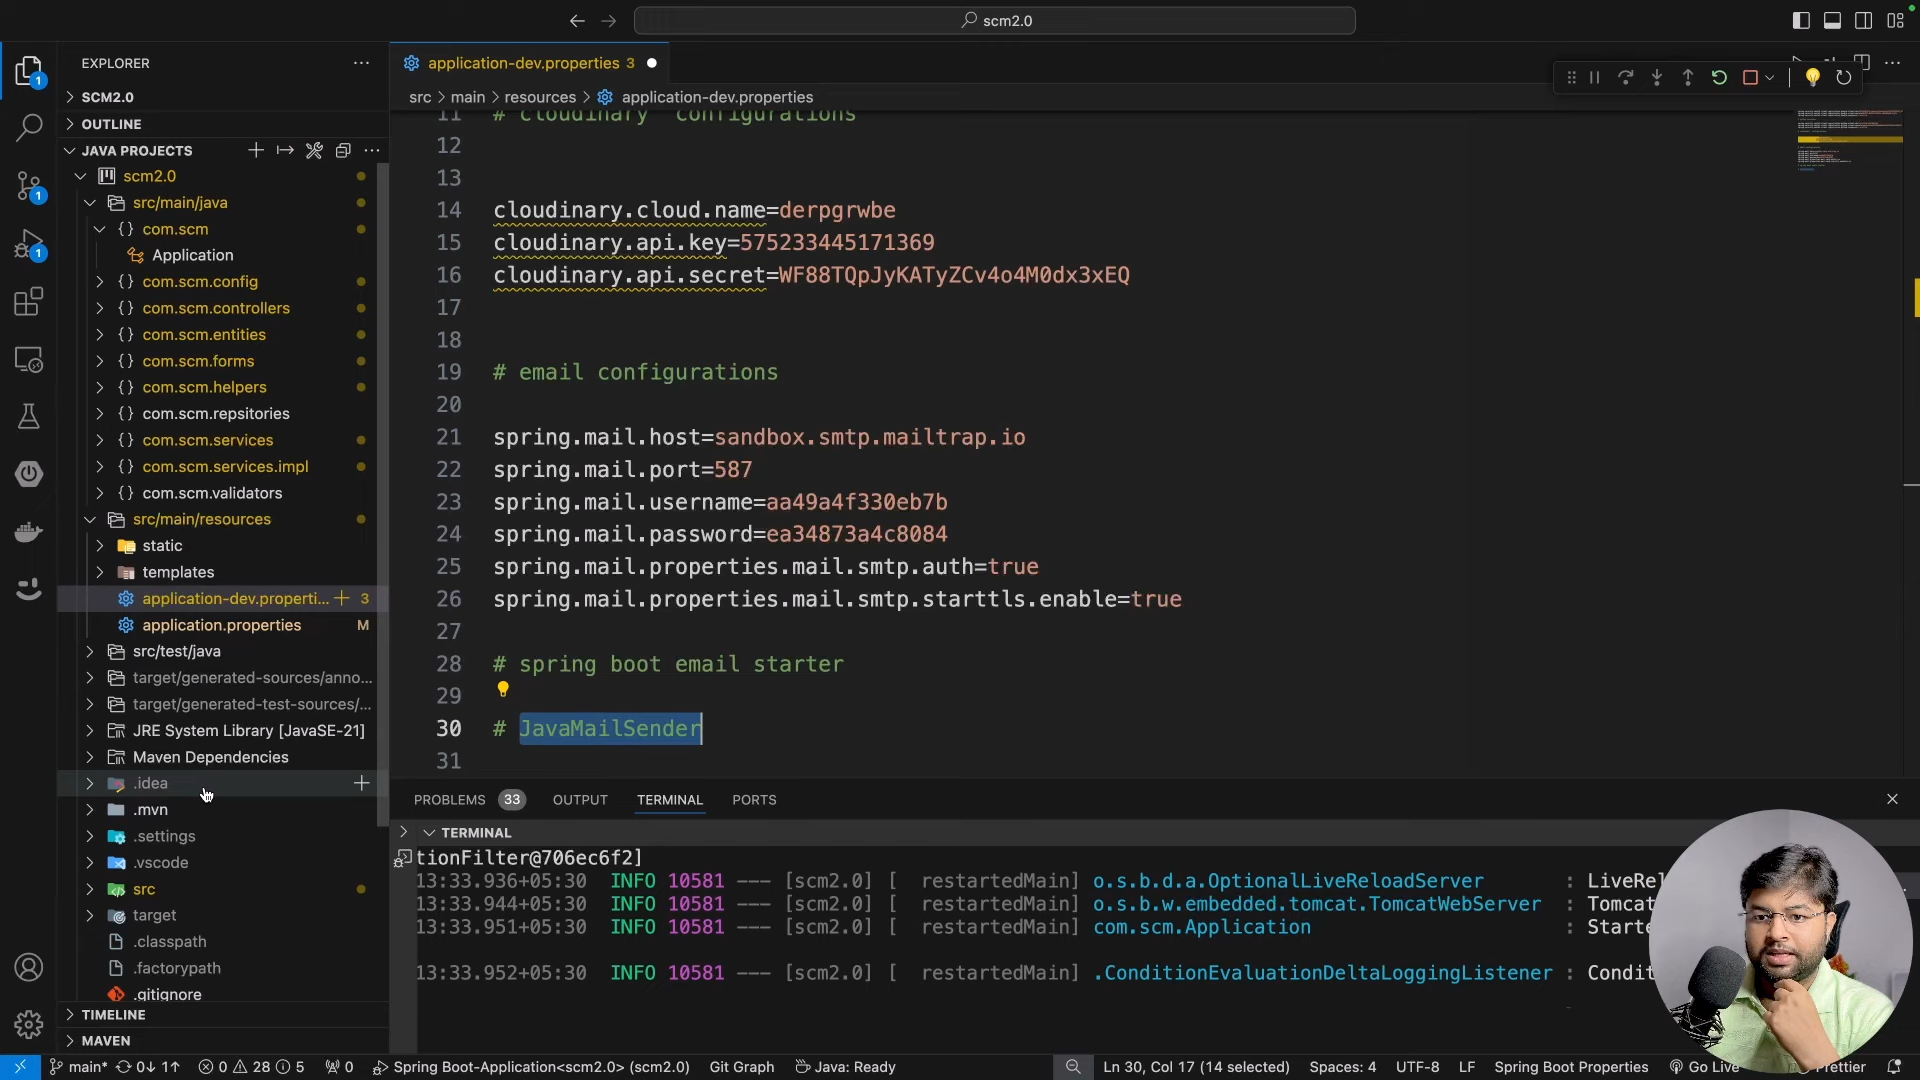 scm2.0
EXPLORER
SCM2.0
OUTLINE
JAVA PROJECTS
scm2.0
src/main/java
com.scm
Application
com.scm.config
com.scm.controllers
com.scm.entities
com.scm.forms
com.scm.helpers
com.scm.repsitories
com.scm.services
com.scm.services.impl
com.scm.validators
src/main/resources
static
templates
application-dev.properti... 3
application.properties M
src/test/java
target/generated-sources/anno...
target/generated-test-sources/...
JRE System Library [JavaSE-21]
Maven Dependencies
.idea
.mvn
.settings
.vscode
src
target
.classpath
.factorypath
.gitignore
TIMELINE
MAVEN
1
1
1
application-dev.properties 3
src > main > resources > application-dev.properties
11 # cloudinary configurations
12
13
14 cloudinary.cloud.name=derpgrwbe
15 cloudinary.api.key=575233445171369
16 cloudinary.api.secret=WF88TQpJyKATyZCv4o4M0dx3xEQ
17
18
19 # email configurations
20
21 spring.mail.host=sandbox.smtp.mailtrap.io
22 spring.mail.port=587
23 spring.mail.username=aa49a4f330eb7b
24 spring.mail.password=ea34873a4c8084
25 spring.mail.properties.mail.smtp.auth=true
26 spring.mail.properties.mail.smtp.starttls.enable=true
27
28 # spring boot email starter
29
30 # JavaMailSender
31
PROBLEMS 33 OUTPUT TERMINAL PORTS
TERMINAL
tionFilter@706ec6f2]
13:33.936+05:30 INFO 10581 --- [scm2.0] [ restartedMain] o.s.b.d.a.OptionalLiveReloadServer : LiveRel
13:33.944+05:30 INFO 10581 --- [scm2.0] [ restartedMain] o.s.b.w.embedded.tomcat.TomcatWebServer : Tomcat
13:33.951+05:30 INFO 10581 --- [scm2.0] [ restartedMain] com.scm.Application : Starte
13:33.952+05:30 INFO 10581 --- [scm2.0] [ restartedMain] .ConditionEvaluationDeltaLoggingListener : Condit
main* 0↓ 1↑ 0 28 5 0 Spring Boot-Application<scm2.0> (scm2.0) Git Graph Java: Ready Ln 30, Col 17 (14 selected) Spaces: 4 UTF-8 LF Spring Boot Properties Go Live Prettier